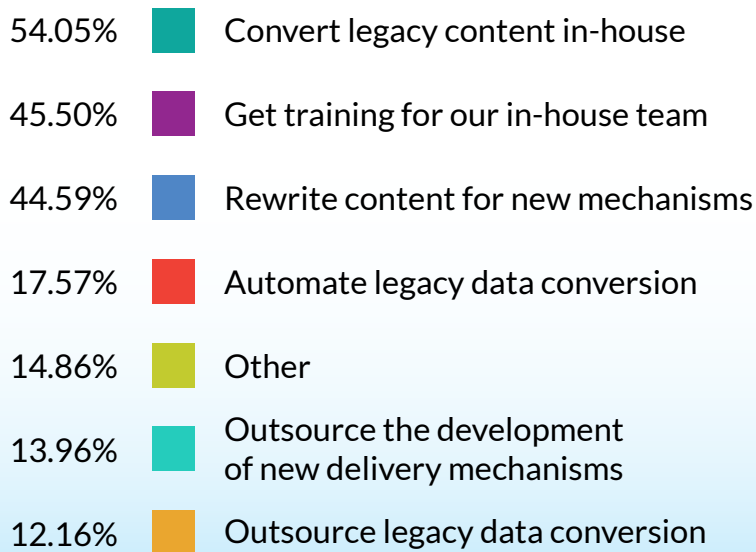 54.05% Convert legacy content in-house
45.50% Get training for our in-house team
44.59% Rewrite content for new mechanisms
17.57% Automate legacy data conversion
14.86% Other
13.96% Outsource the development
of new delivery mechanisms
12.16% Outsource legacy data conversion